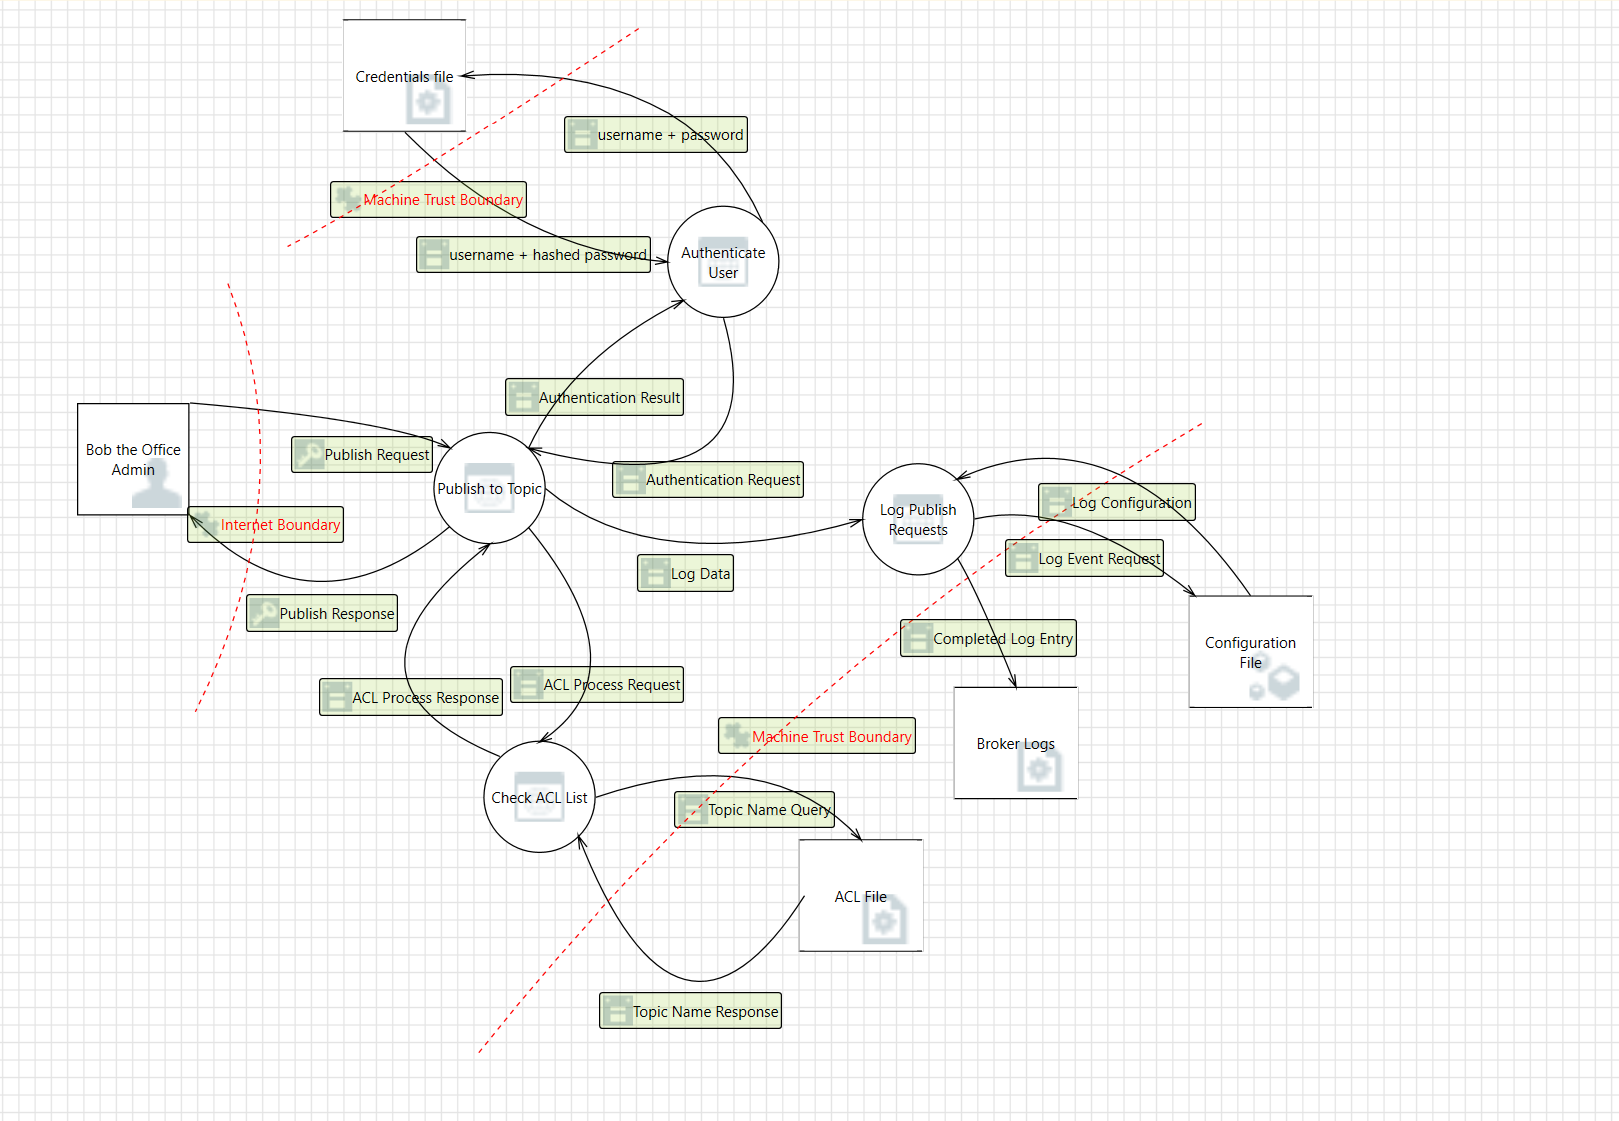 Credentials file
username + password
Machine Trust Boundary
username + hashed password
Authenticate
User
Authentication Result
Bob the Office
Admin
Publish Request
Publish to Topic
Authentication Request
Internet Boundary
Log Publish
Requests
Log Configuration
Log Event Request
Log Data
Publish Response
Completed Log Entry
Configuration
File
ACL Process Response
ACL Process Request
Machine Trust Boundary
Broker Logs
Check ACL List
Topic Name Query
ACL File
Topic Name Response